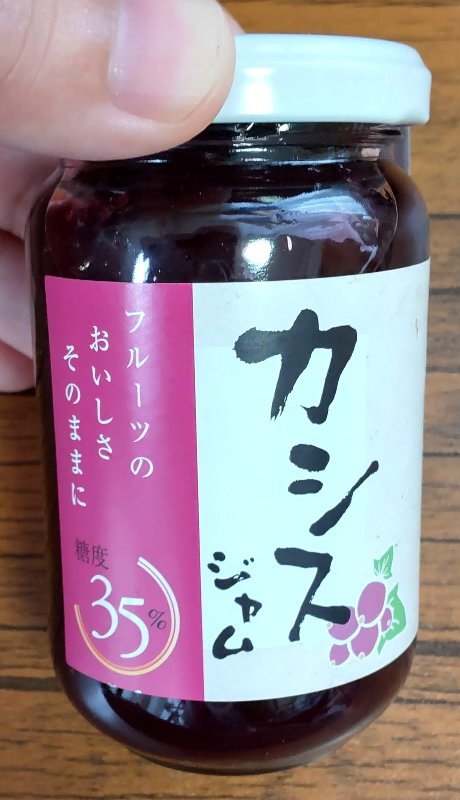 カシス
ジャム
フルーツの
おいしさ
そのままに
糖度
35%